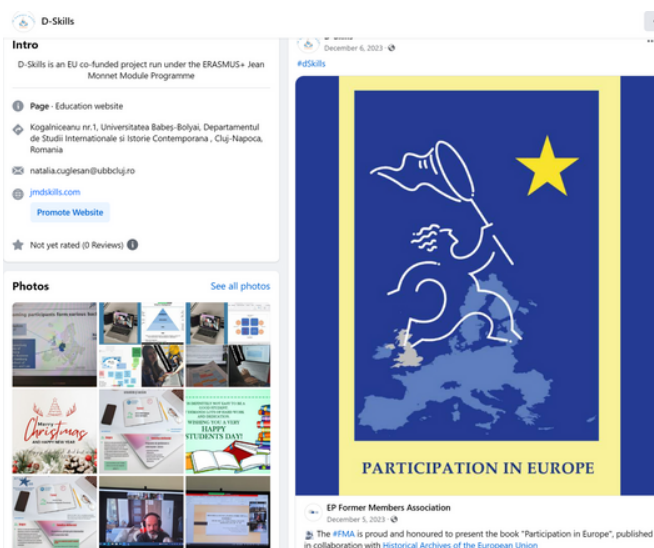 D-Skills
Intro
D-Skills is an EU co-funded project run under the ERASMUS+ Jean
Monnet Module Programme
Page · Education website
Kogalniceanu nr.1, Universitatea Babeș-Bolyai, Departamentul
de Studii Internationale si Istorie Contemporana , Cluj-Napoca,
Romania
natalia.cuglesan@ubbcluj.ro
jmdskills.com
Promote Website
Not yet rated (0 Reviews)
Photos
See all photos
Merry
Christmas
AND HAPPY NEW YEAR
WISHING YOU A VERY
HAPPY
STUDENTS DAY!
December 6, 2023
#dSkills
PARTICIPATION IN EUROPE
EP Former Members Association
December 5, 2023
The #FMA is proud and honoured to present the book "Participation in Europe", published
in collaboration with Historical Archives of the European Union